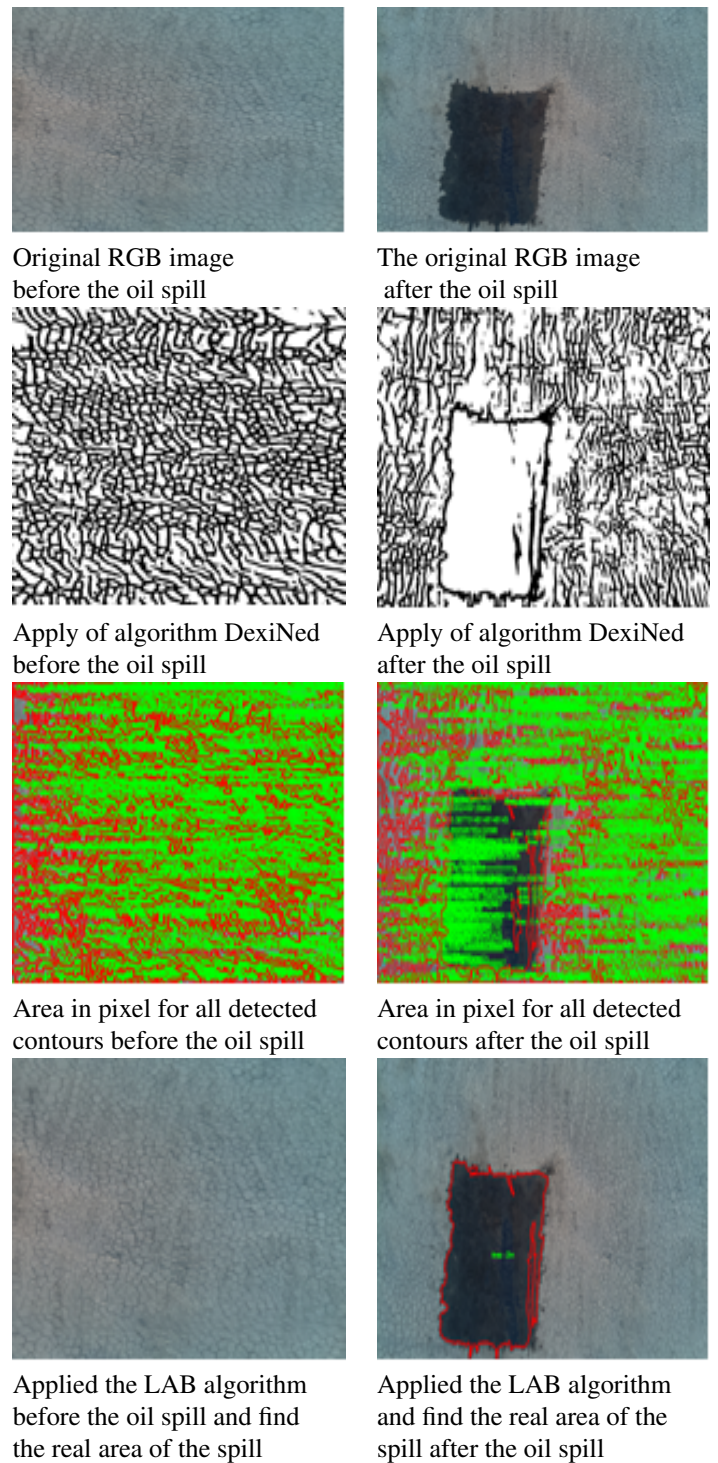 Original RGB image
before the oil spill
The original RGB image
after the oil spill
Apply of algorithm DexiNed
before the oil spill
Apply of algorithm DexiNed
after the oil spill
Area in pixel for all detected
contours before the oil spill
Area in pixel for all detected
contours after the oil spill
Applied the LAB algorithm
before the oil spill and find
the real area of the spill
Applied the LAB algorithm
and find the real area of the
spill after the oil spill